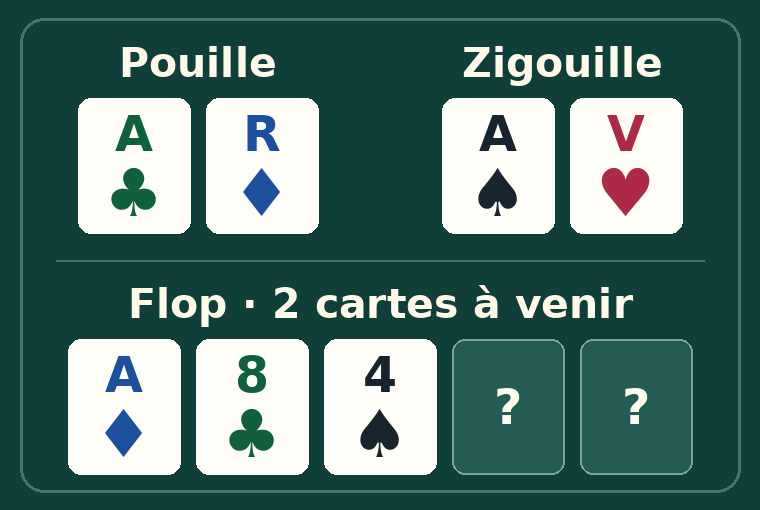 Pouille Zigouille
A R A V
♣ ♦ ♠ ♥
Flop · 2 cartes à venir
A 8 4 ? ?
♦ ♣ ♠